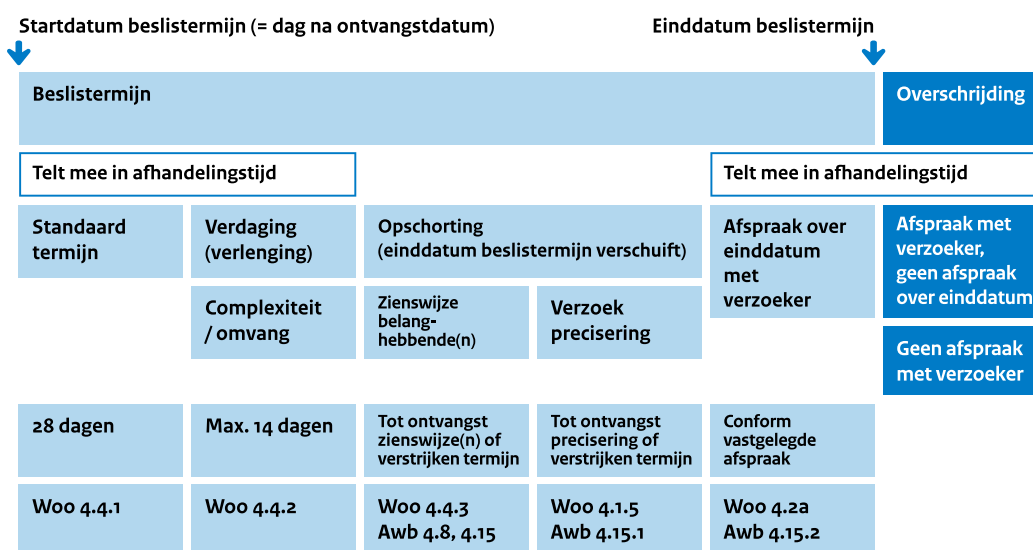 Startdatum beslistermijn (= dag na ontvangstdatum)
Einddatum beslistermijn
Beslistermijn
Overschrijding
Telt mee in afhandelingstijd
Telt mee in afhandelingstijd
Standaard
termijn
Verdaging
(verlenging)
Opschorting
(einddatum beslistermijn verschuift)
Afspraak over
einddatum
met
verzoeker
Afspraak met
verzoeker,
geen afspraak
over einddatum
Complexiteit
/ omvang
Zienswijze
belang-
hebbende(n)
Verzoek
precisering
Geen afspraak
met verzoeker
28 dagen
Max. 14 dagen
Tot ontvangst
zienswijze(n) of
verstrijken termijn
Tot ontvangst
precisering of
verstrijken termijn
Conform
vastgelegde
afspraak
Woo 4.4.1
Woo 4.4.2
Woo 4.4.3
Awb 4.8, 4.15
Woo 4.1.5
Awb 4.15.1
Woo 4.2a
Awb 4.15.2